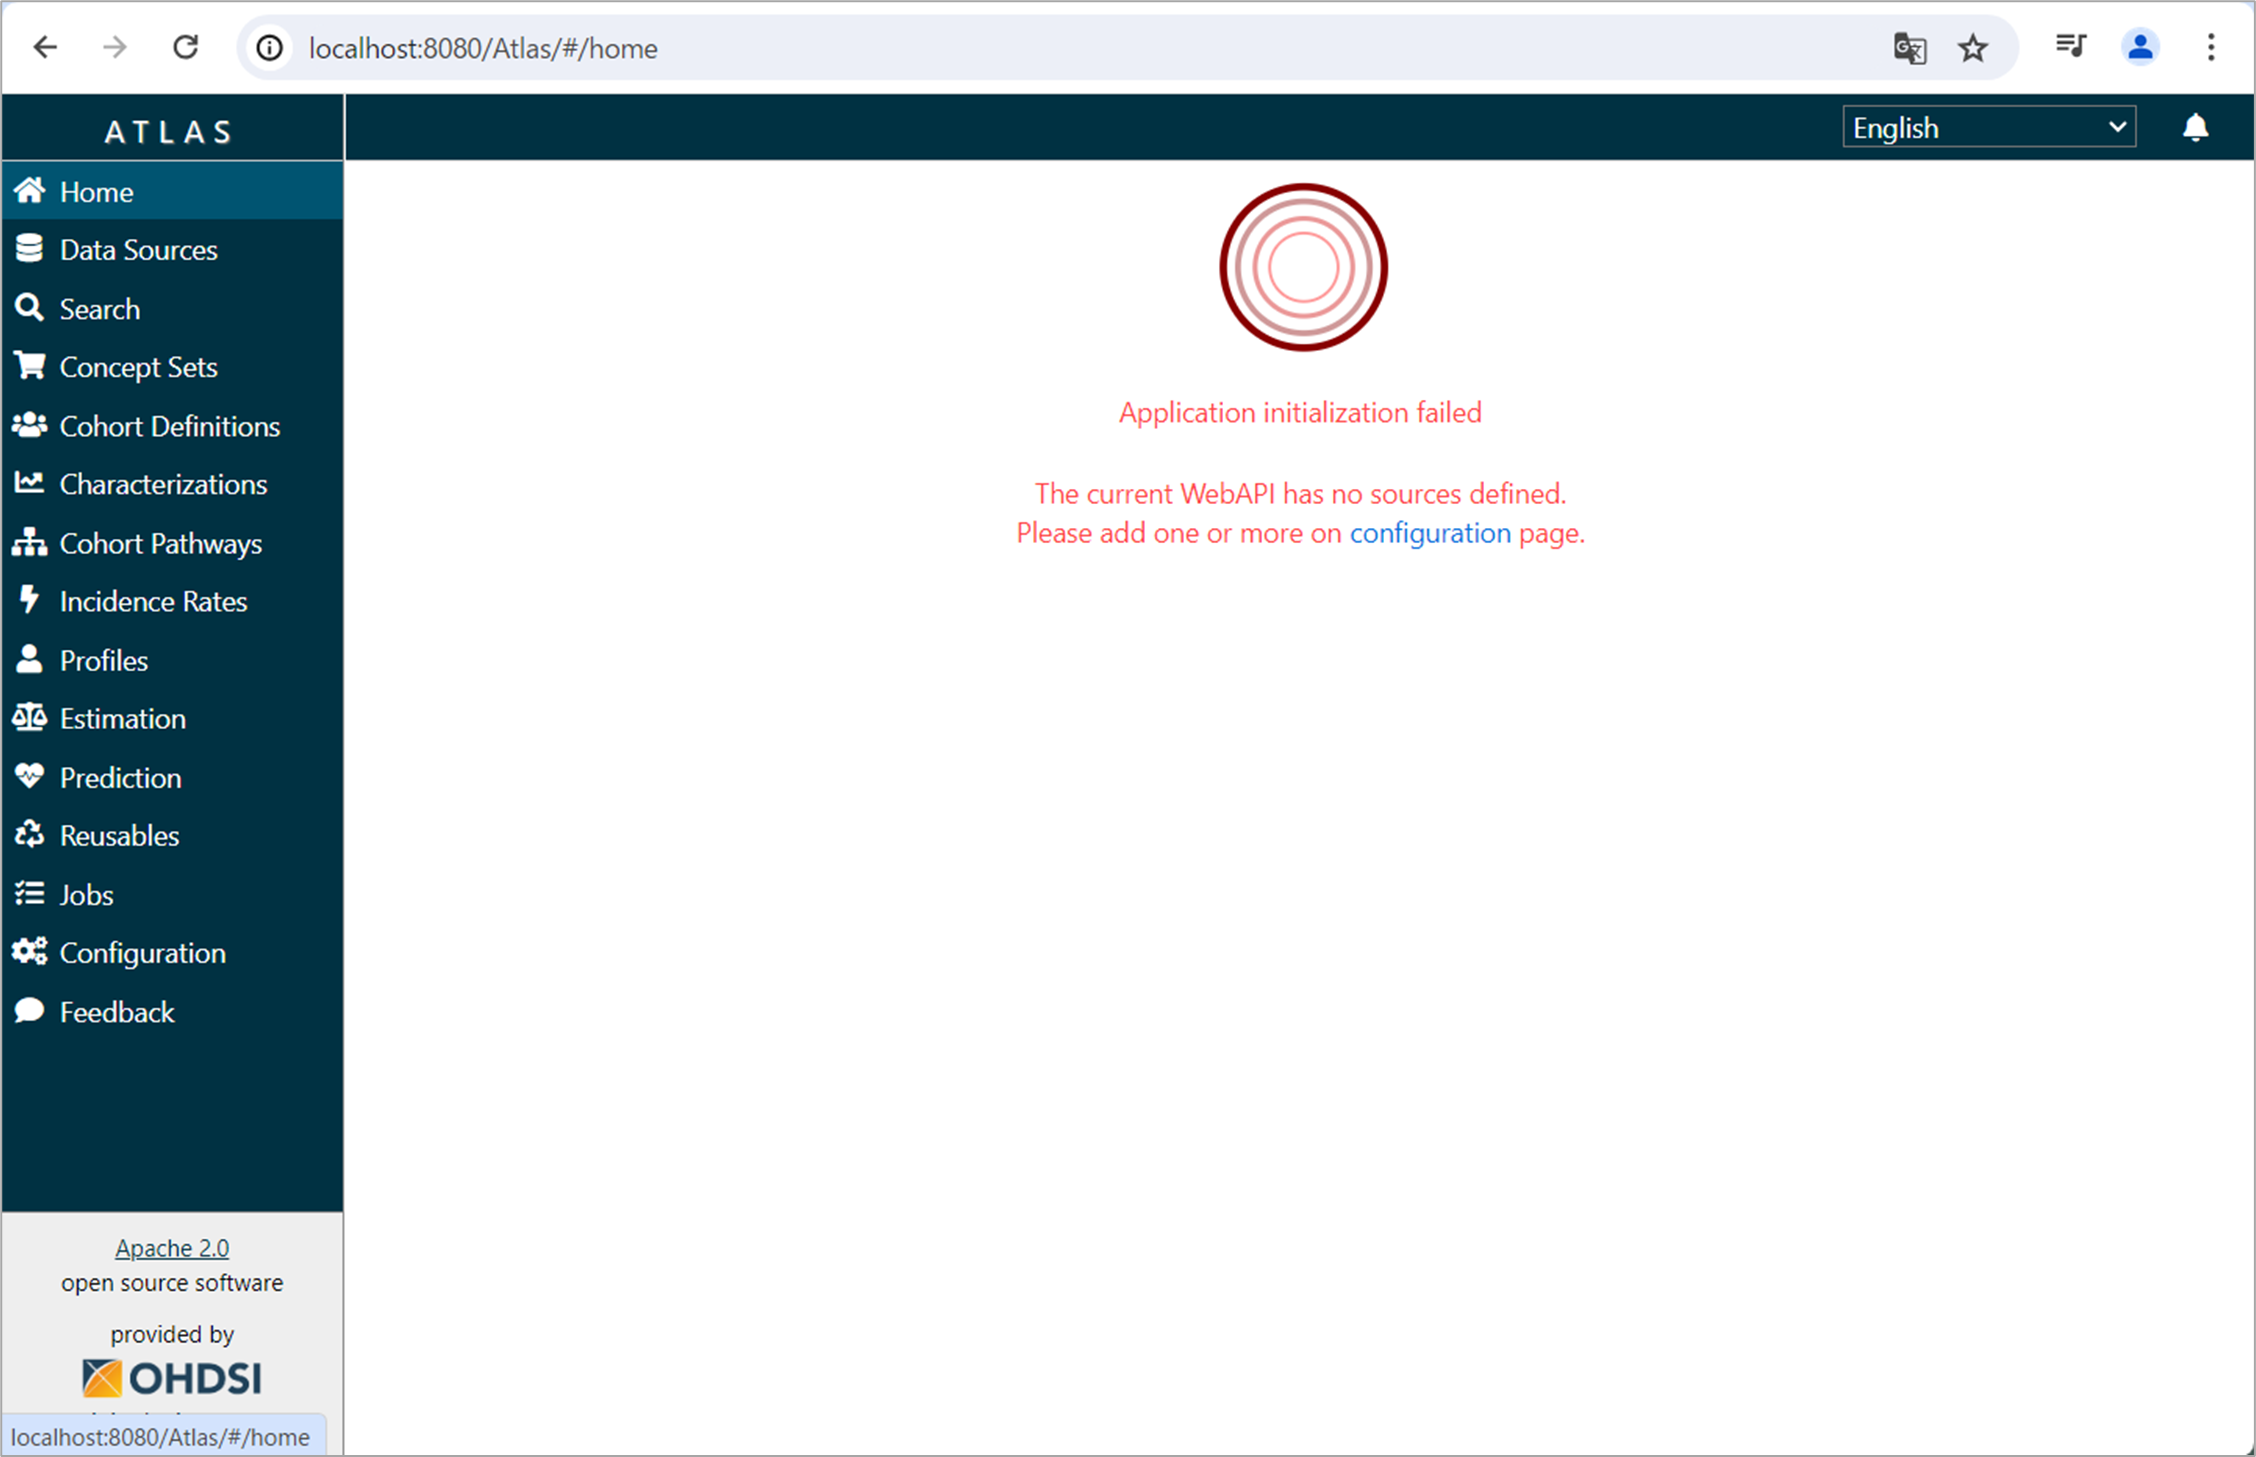 localhost:8080/Atlas/#/home
ATLAS
English
Home
Data Sources
Search
Concept Sets
Cohort Definitions
Characterizations
Cohort Pathways
Incidence Rates
Profiles
Estimation
Prediction
Reusables
Jobs
Configuration
Feedback
Application initialization failed
The current WebAPI has no sources defined.
Please add one or more on configuration page.
Apache 2.0
open source software
provided by
OHDSI
localhost:8080/Atlas/#/home